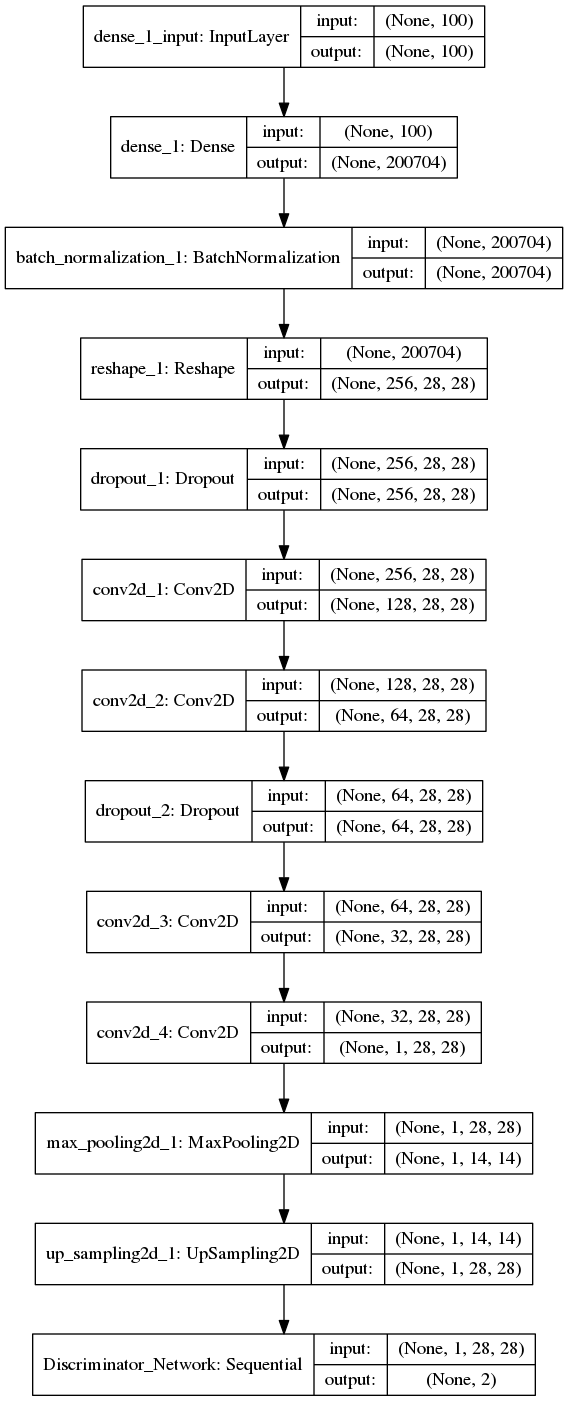 dense_1_input: InputLayer
input: (None, 100)
output: (None, 100)
dense_1: Dense
input: (None, 100)
output: (None, 200704)
batch_normalization_1: BatchNormalization
input: (None, 200704)
output: (None, 200704)
reshape_1: Reshape
input: (None, 200704)
output: (None, 256, 28, 28)
dropout_1: Dropout
input: (None, 256, 28, 28)
output: (None, 256, 28, 28)
conv2d_1: Conv2D
input: (None, 256, 28, 28)
output: (None, 128, 28, 28)
conv2d_2: Conv2D
input: (None, 128, 28, 28)
output: (None, 64, 28, 28)
dropout_2: Dropout
input: (None, 64, 28, 28)
output: (None, 64, 28, 28)
conv2d_3: Conv2D
input: (None, 64, 28, 28)
output: (None, 32, 28, 28)
conv2d_4: Conv2D
input: (None, 32, 28, 28)
output: (None, 1, 28, 28)
max_pooling2d_1: MaxPooling2D
input: (None, 1, 28, 28)
output: (None, 1, 14, 14)
up_sampling2d_1: UpSampling2D
input: (None, 1, 14, 14)
output: (None, 1, 28, 28)
Discriminator_Network: Sequential
input: (None, 1, 28, 28)
output: (None, 2)